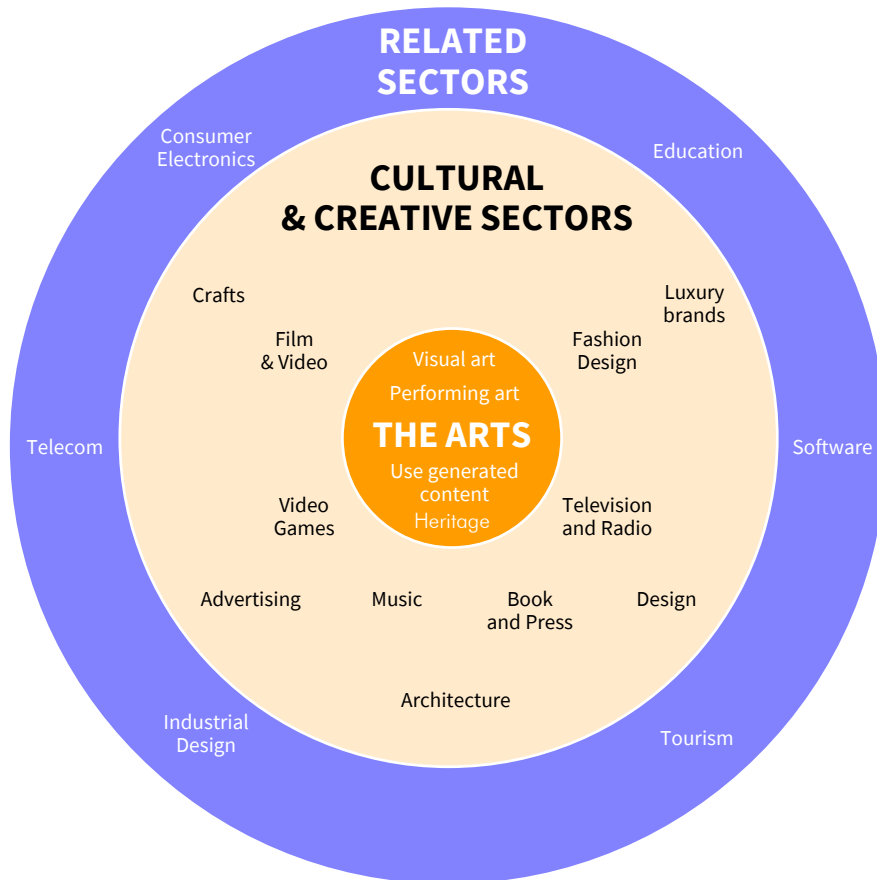 RELATED
SECTORS
Consumer
Electronics
Education
CULTURAL
& CREATIVE SECTORS
Crafts
Luxury
brands
Film
& Video
Fashion
Design
Visual art
Performing art
THE ARTS
Use generated
content
Heritage
Telecom
Software
Video
Games
Television
and Radio
Advertising
Music
Book
and Press
Design
Architecture
Industrial
Design
Tourism